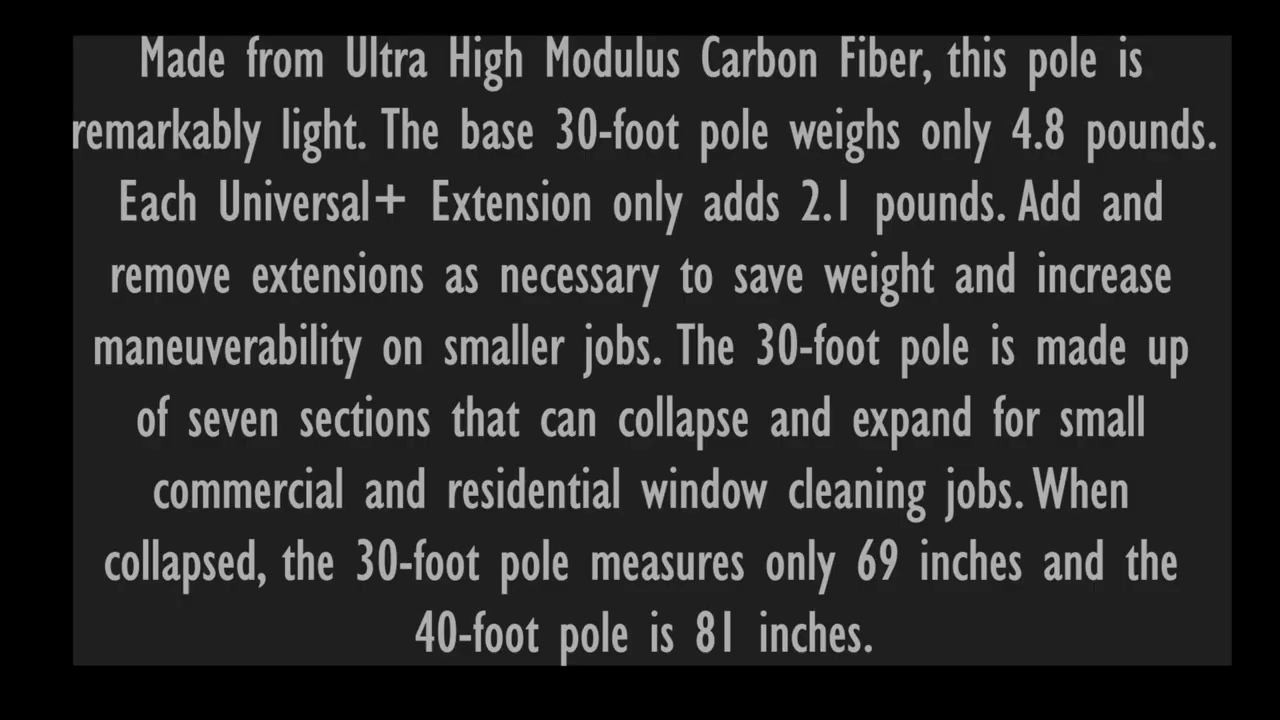 Made from Ultra High Modulus Carbon Fiber, this pole is
remarkably light. The base 30-foot pole weighs only 4.8 pounds.
Each Universal+ Extension only adds 2.1 pounds. Add and
remove extensions as necessary to save weight and increase
maneuverability on smaller jobs. The 30-foot pole is made up
of seven sections that can collapse and expand for small
commercial and residential window cleaning jobs. When
collapsed, the 30-foot pole measures only 69 inches and the
40-foot pole is 81 inches.